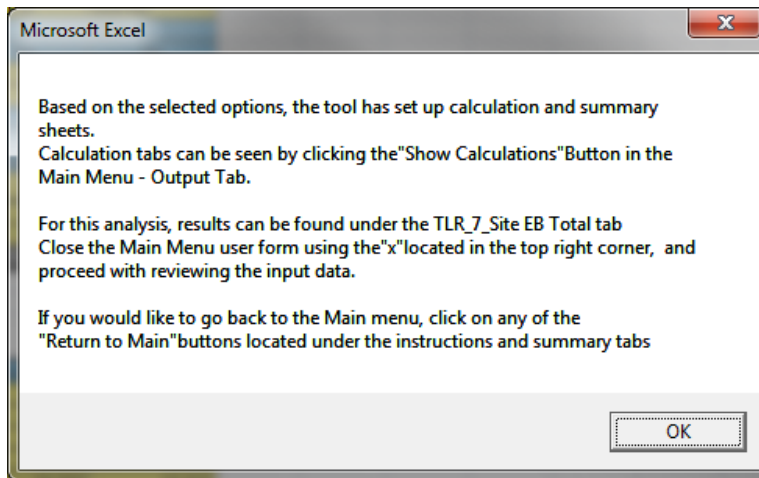 Microsoft Excel
Based on the selected options, the tool has set up calculation and summary
sheets.
Calculation tabs can be seen by clicking the"Show Calculations"Button in the
Main Menu - Output Tab.
For this analysis, results can be found under the TLR_7_Site EB Total tab
Close the Main Menu user form using the"x"located in the top right corner,  and
proceed with reviewing the input data.
If you would like to go back to the Main menu, click on any of the
"Return to Main"buttons located under the instructions and summary tabs
OK